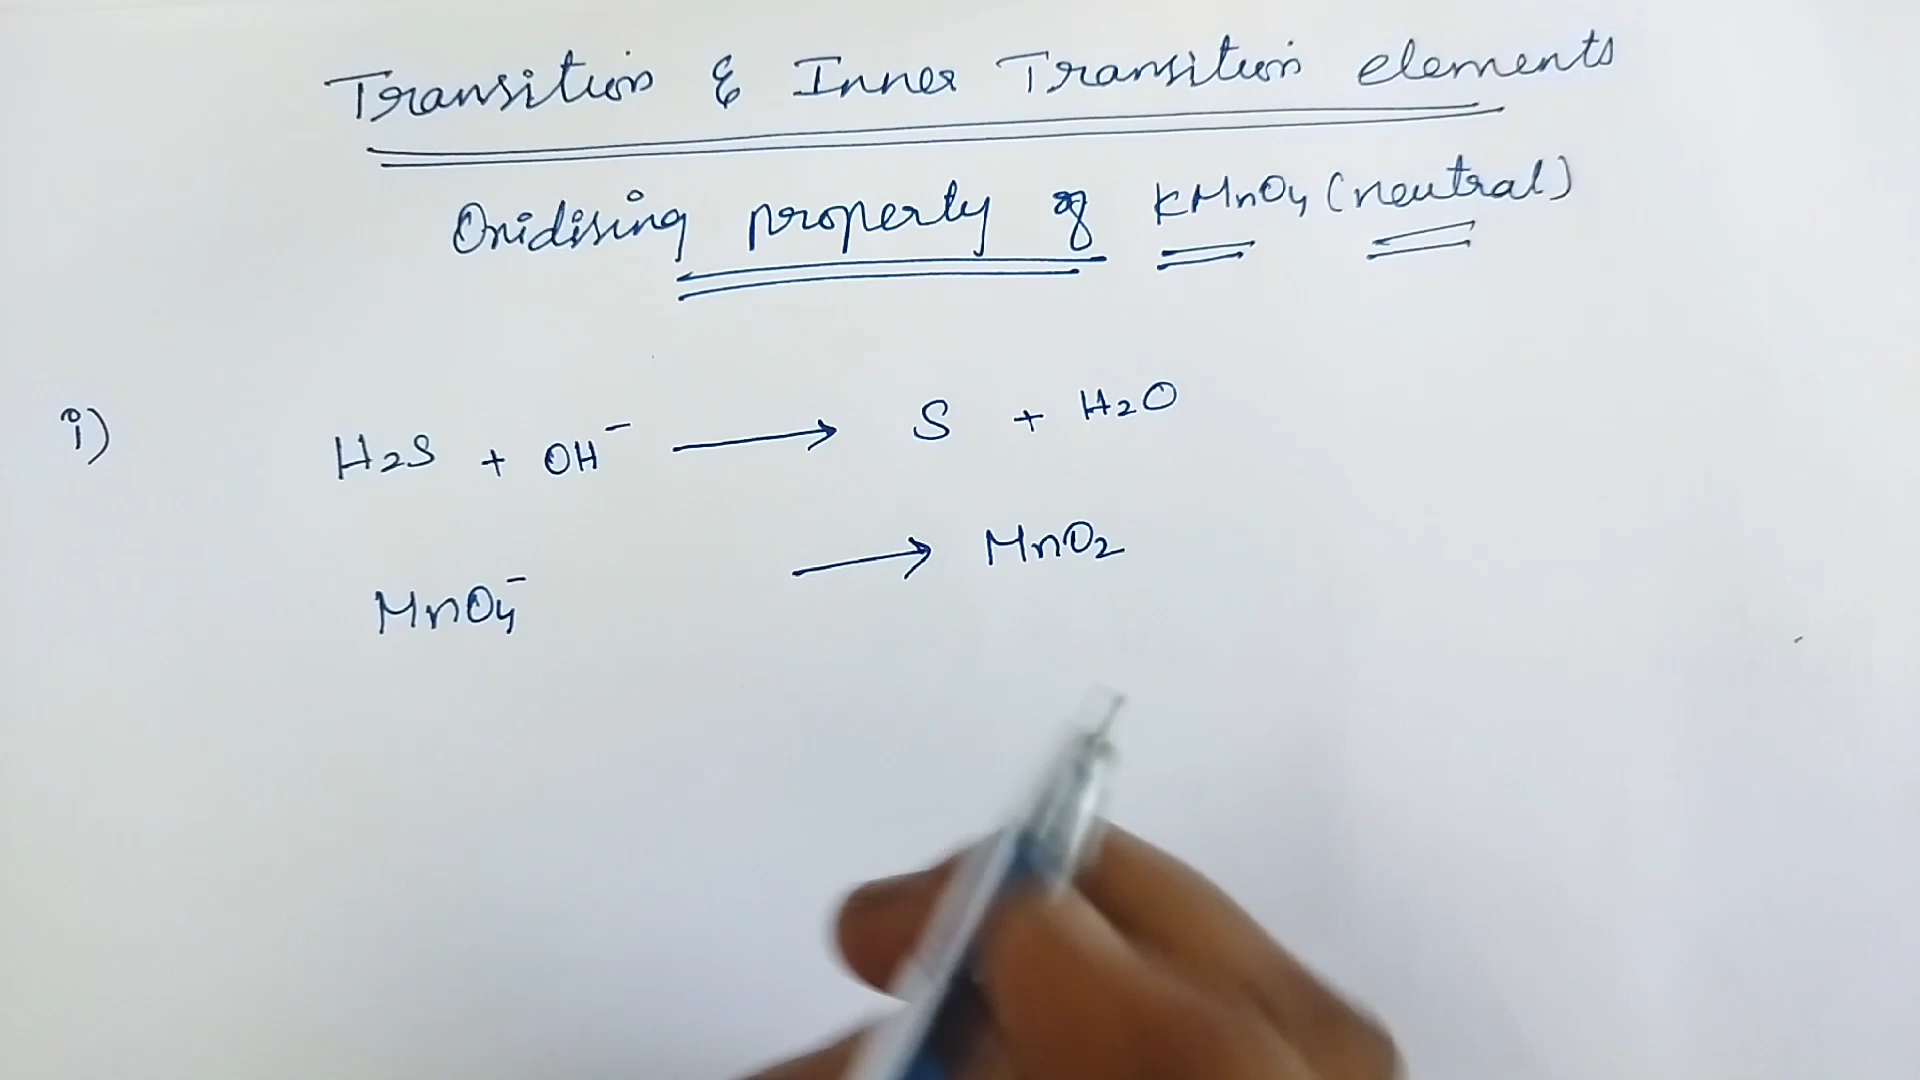 Transition & Inner Transition elements
Oxidising property of KMnO4 (neutral)
i) H2S + OH⁻ ⟶ S + H2O
MnO4⁻ ⟶ MnO2